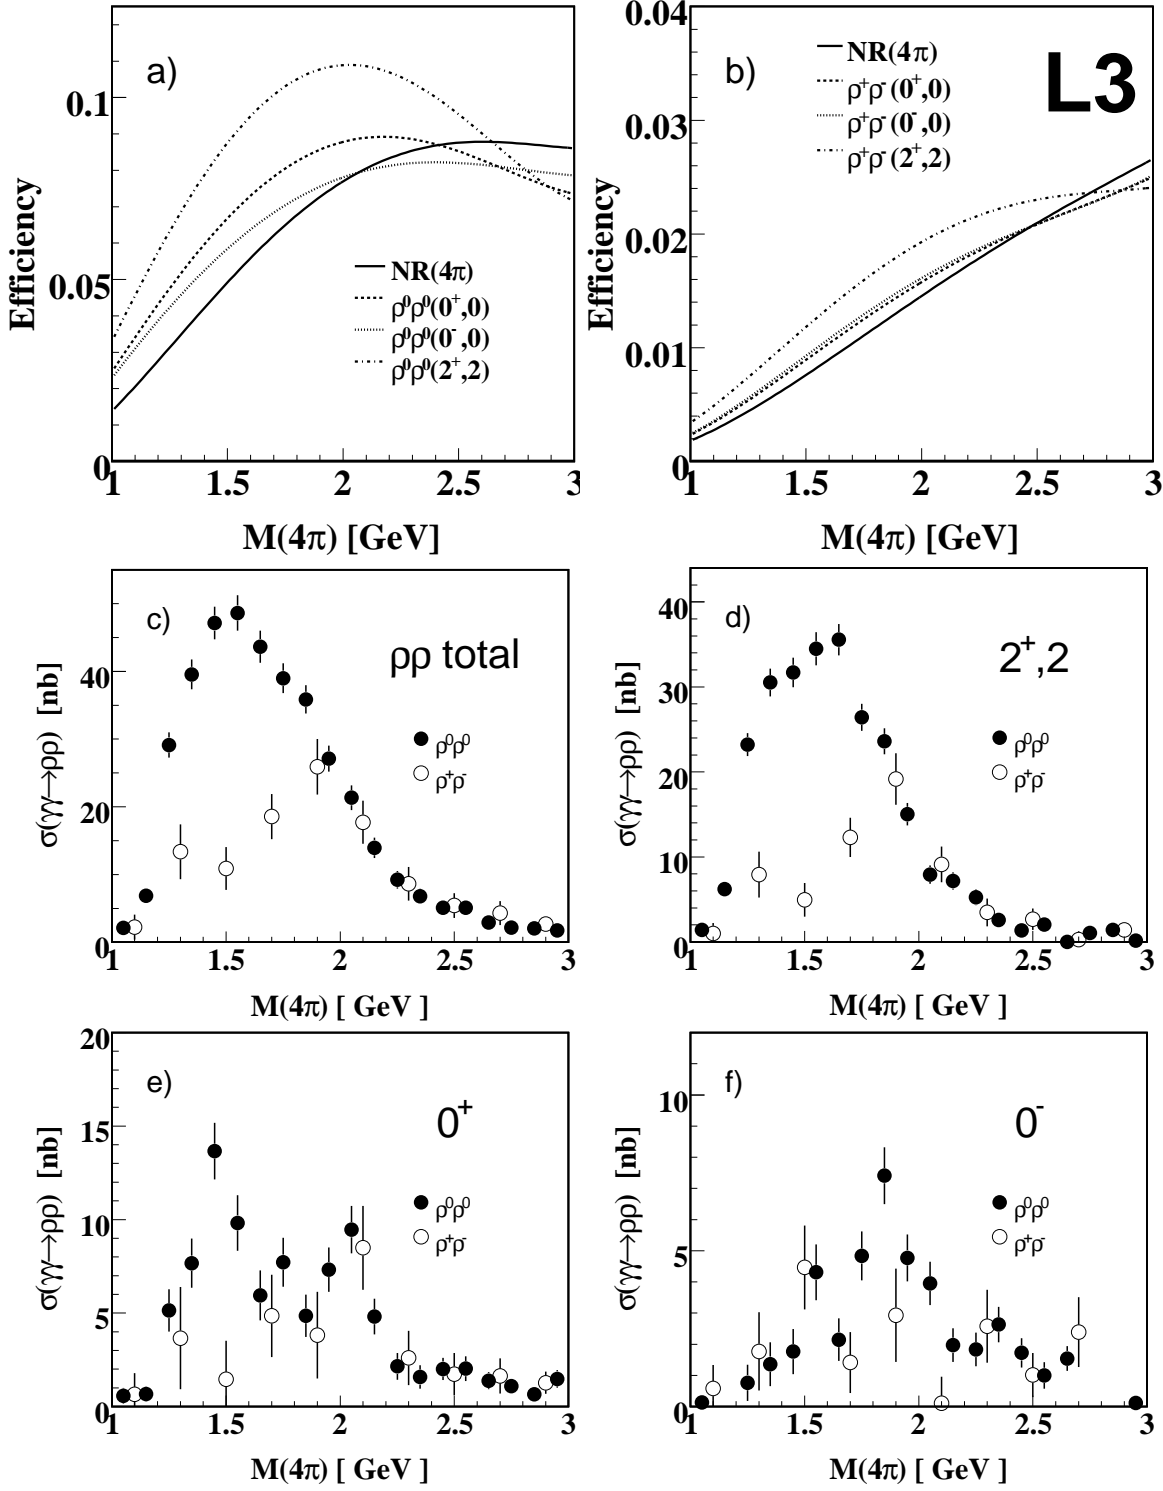 a)
0.1
0.05
0
Efficiency
NR(4π)
ρ⁰ρ⁰(0⁺,0)
ρ⁰ρ⁰(0⁻,0)
ρ⁰ρ⁰(2⁺,2)
1 1.5 2 2.5 3
M(4π) [GeV]
b)
L3
0.04
0.03
0.02
0.01
0
Efficiency
NR(4π)
ρ⁺ρ⁻(0⁺,0)
ρ⁺ρ⁻(0⁻,0)
ρ⁺ρ⁻(2⁺,2)
1 1.5 2 2.5 3
M(4π) [GeV]
c)
ρρ total
40
20
0
σ(γγ→ρρ) [nb]
ρ⁰ρ⁰
ρ⁺ρ⁻
1 1.5 2 2.5 3
M(4π) [ GeV ]
d)
2⁺,2
40
30
20
10
0
σ(γγ→ρρ) [nb]
ρ⁰ρ⁰
ρ⁺ρ⁻
1 1.5 2 2.5 3
M(4π) [ GeV ]
e)
0⁺
20
15
10
5
0
σ(γγ→ρρ) [nb]
ρ⁰ρ⁰
ρ⁺ρ⁻
1 1.5 2 2.5 3
M(4π) [ GeV ]
f)
0⁻
10
5
0
σ(γγ→ρρ) [nb]
ρ⁰ρ⁰
ρ⁺ρ⁻
1 1.5 2 2.5 3
M(4π) [ GeV ]